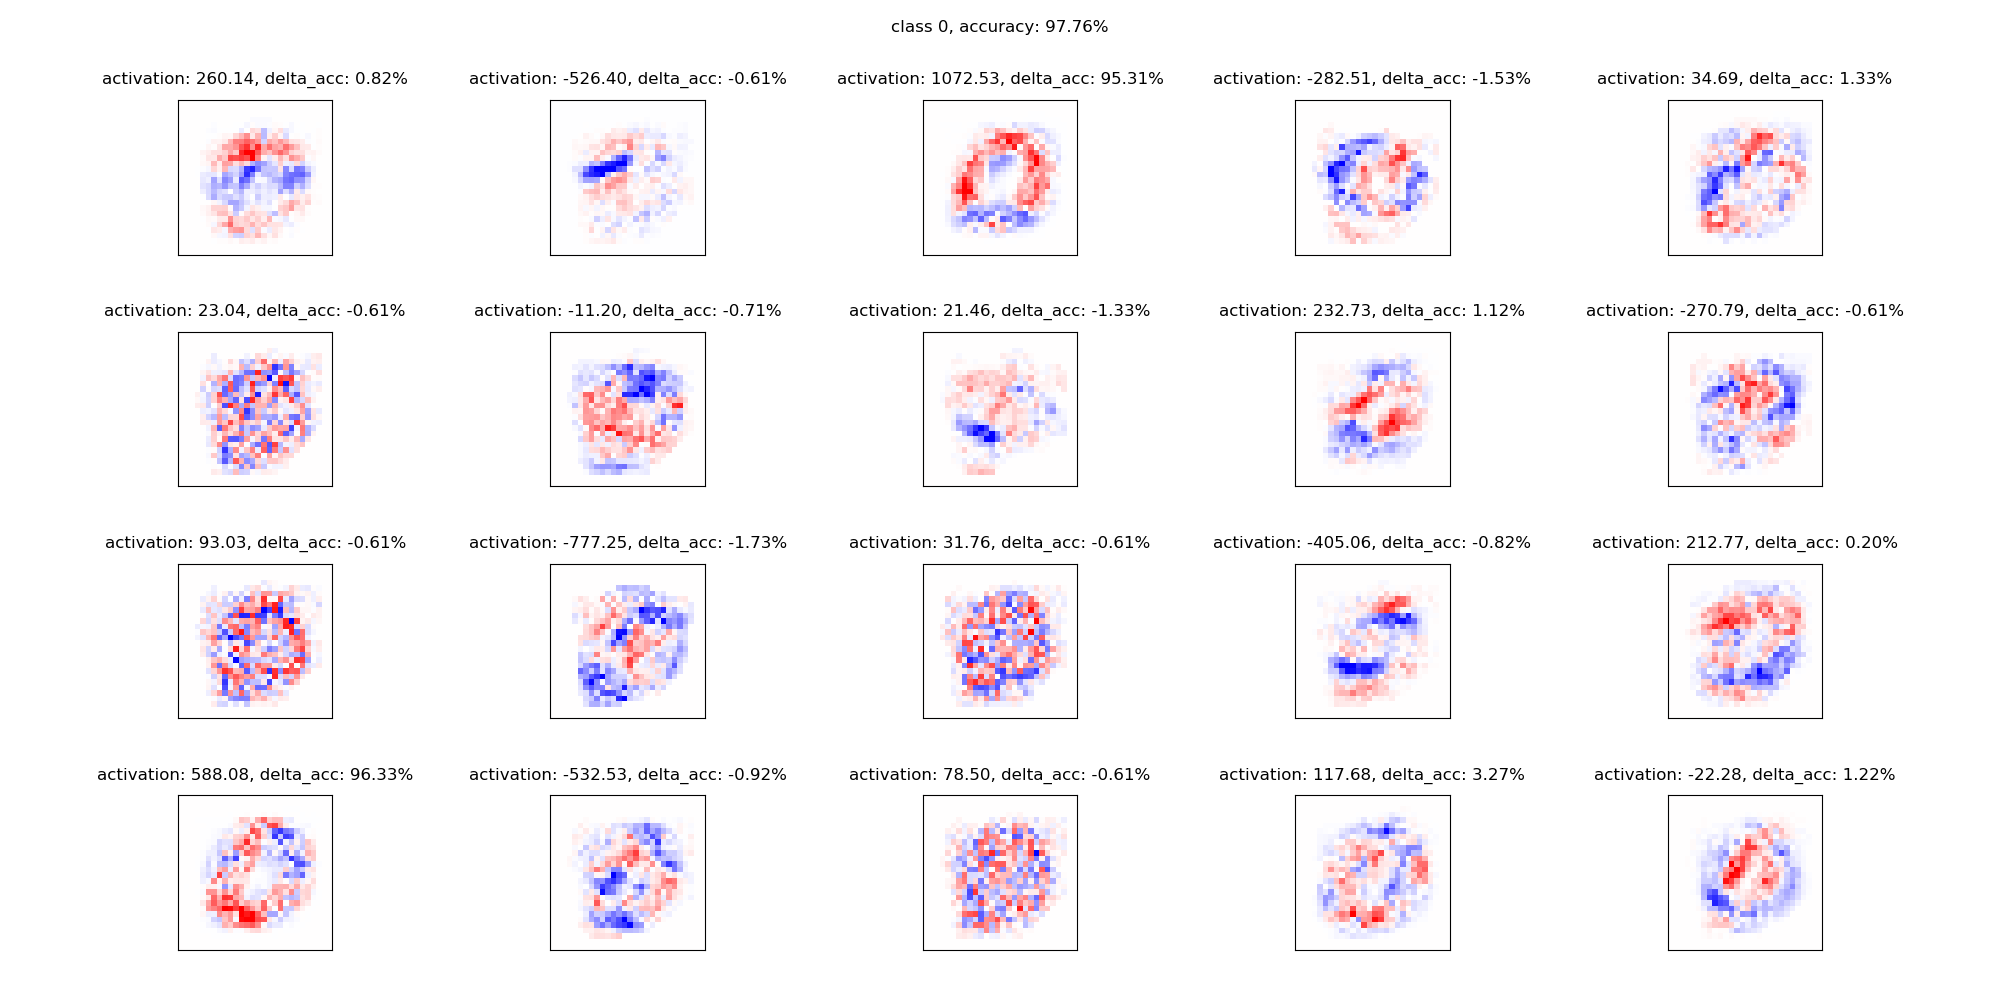 class 0, accuracy: 97.76%
activation: 260.14, delta_acc: 0.82%
activation: -526.40, delta_acc: -0.61%
activation: 1072.53, delta_acc: 95.31%
activation: -282.51, delta_acc: -1.53%
activation: 34.69, delta_acc: 1.33%
activation: 23.04, delta_acc: -0.61%
activation: -11.20, delta_acc: -0.71%
activation: 21.46, delta_acc: -1.33%
activation: 232.73, delta_acc: 1.12%
activation: -270.79, delta_acc: -0.61%
activation: 93.03, delta_acc: -0.61%
activation: -777.25, delta_acc: -1.73%
activation: 31.76, delta_acc: -0.61%
activation: -405.06, delta_acc: -0.82%
activation: 212.77, delta_acc: 0.20%
activation: 588.08, delta_acc: 96.33%
activation: -532.53, delta_acc: -0.92%
activation: 78.50, delta_acc: -0.61%
activation: 117.68, delta_acc: 3.27%
activation: -22.28, delta_acc: 1.22%